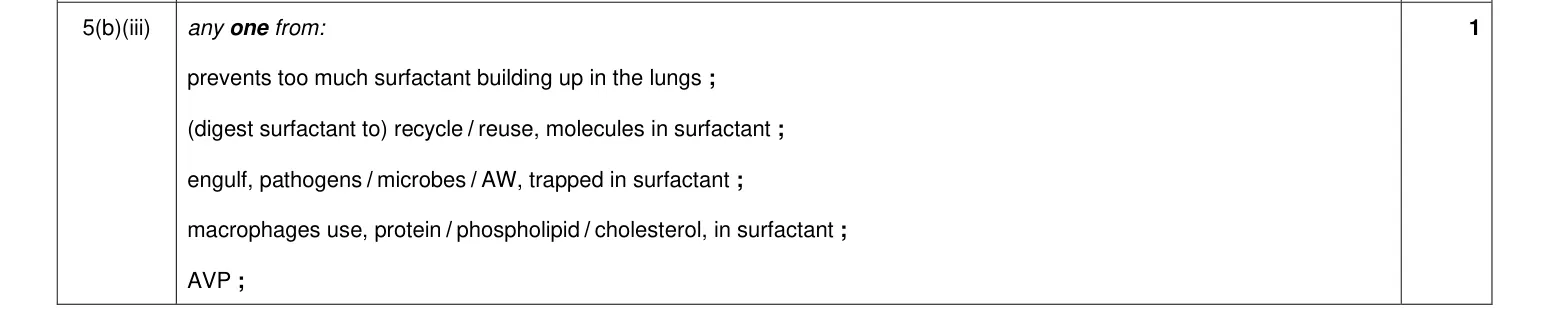 5(b)(iii) any one from: 1
prevents too much surfactant building up in the lungs ;
(digest surfactant to) recycle / reuse, molecules in surfactant ;
engulf, pathogens / microbes / AW, trapped in surfactant ;
macrophages use, protein / phospholipid / cholesterol, in surfactant ;
AVP ;